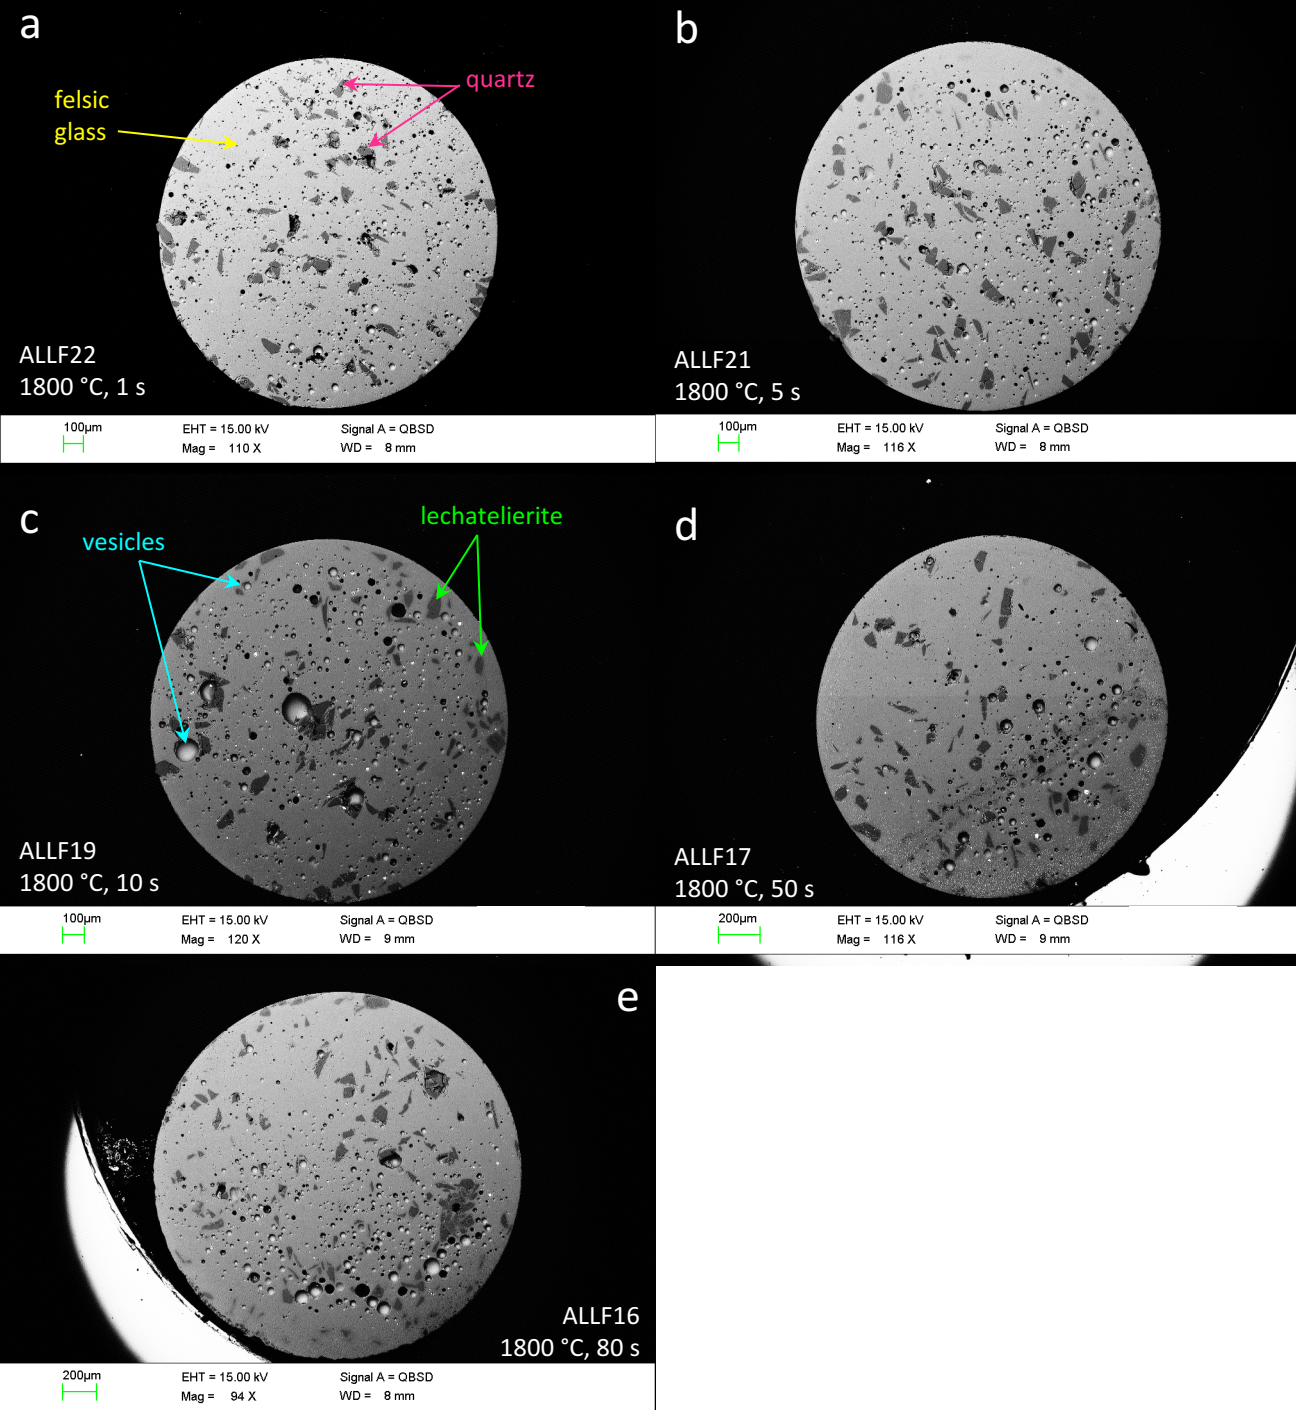 a
quartz
felsic
glass
ALLF22
1800 °C, 1 s
100µm
EHT = 15.00 kV
Signal A = QBSD
Mag = 110 X
WD = 8 mm
b
ALLF21
1800 °C, 5 s
100µm
EHT = 15.00 kV
Signal A = QBSD
Mag = 116 X
WD = 8 mm
c
lechatelierite
vesicles
ALLF19
1800 °C, 10 s
100µm
EHT = 15.00 kV
Signal A = QBSD
Mag = 120 X
WD = 9 mm
d
ALLF17
1800 °C, 50 s
200µm
EHT = 15.00 kV
Signal A = QBSD
Mag = 116 X
WD = 9 mm
e
ALLF16
1800 °C, 80 s
200µm
EHT = 15.00 kV
Signal A = QBSD
Mag = 94 X
WD = 8 mm